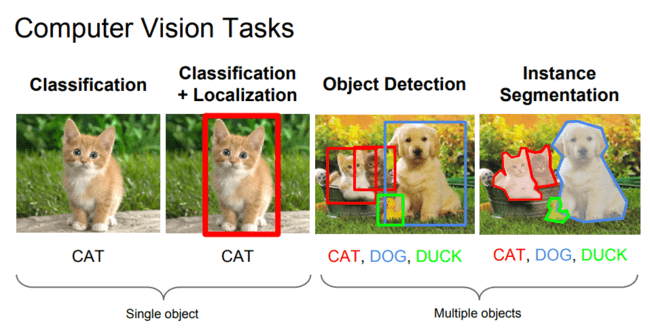 Computer Vision Tasks
Classification
Classification
+ Localization
Object Detection
Instance
Segmentation
CAT
CAT
CAT, DOG, DUCK
CAT, DOG, DUCK
Single object
Multiple objects